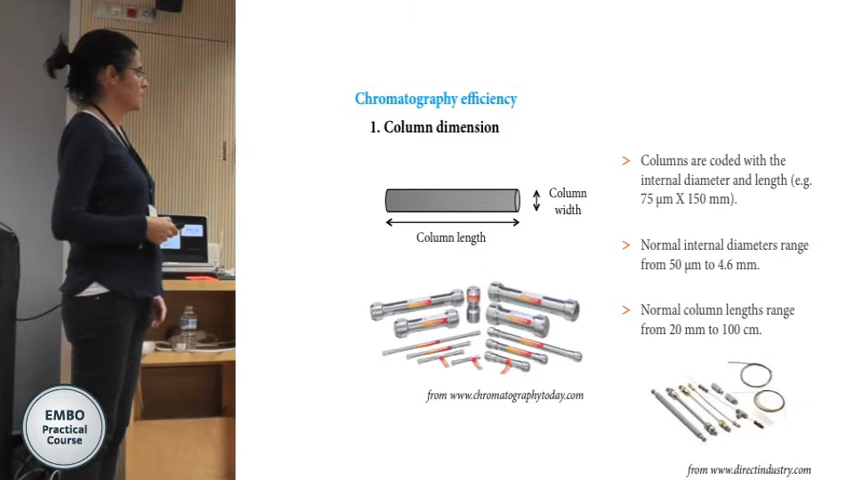 Chromatography efficiency
1. Column dimension
Column
width
Column length
from www.chromatographytoday.com
> Columns are coded with the
internal diameter and length (e.g.
75 µm X 150 mm).
> Normal internal diameters range
from 50 µm to 4.6 mm.
> Normal column lengths range
from 20 mm to 100 cm.
from www.directindustry.com
EMBO
Practical
Course